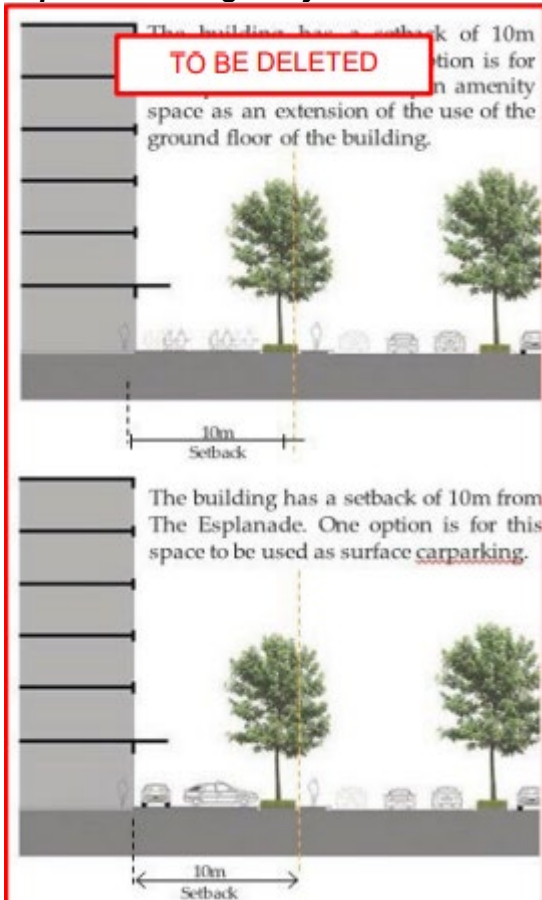 The building has a setback of 10m
TO BE DELETED
option is for
amenity
space as an extension of the use of the
ground floor of the building.
10m
Setback
The building has a setback of 10m from
The Esplanade. One option is for this
space to be used as surface carparking.
10m
Setback